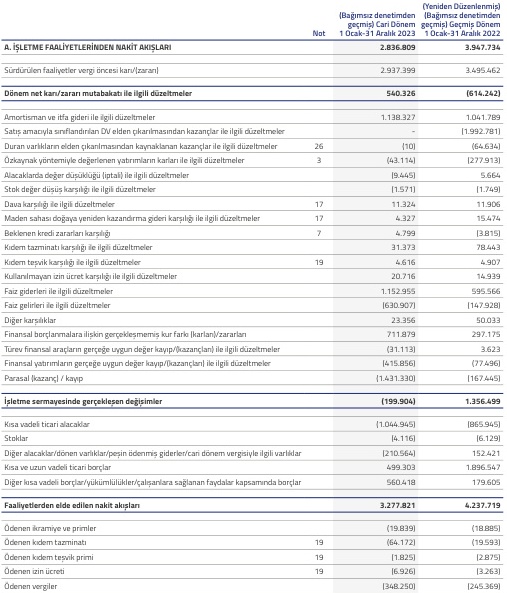 (Bağımsız denetimden geçmiş) Cari Dönem 1 Ocak-31 Aralık 2023
(Yeniden Düzenlenmiş) (Bağımsız denetimden geçmiş) Geçmiş Dönem 1 Ocak-31 Aralık 2022
Not
A. İŞLETME FAALİYETLERİNDEN NAKİT AKIŞLARI 2.836.809 3.947.734
Sürdürülen faaliyetler vergi öncesi karı/(zararı) 2.937.399 3.495.462
Dönem net karı/zararı mutabakatı ile ilgili düzeltmeler 540.326 (614.242)
Amortisman ve itfa gideri ile ilgili düzeltmeler 1.138.327 1.041.789
Satış amacıyla sınıflandırılan DV elden çıkarılmasından kazançlar ile ilgili düzeltmeler - (1.992.781)
Duran varlıkların elden çıkarılmasından kaynaklanan kazançlar ile ilgili düzeltmeler 26 (10) (64.634)
Özkaynak yöntemiyle değerlenen yatırımların karları ile ilgili düzeltmeler 3 (43.114) (277.913)
Alacaklarda değer düşüklüğü (iptali) ile ilgili düzeltmeler (9.445) 5.664
Stok değer düşüş karşılığı ile ilgili düzeltmeler (1.571) (1.749)
Dava karşılığı ile ilgili düzeltmeler 17 11.324 11.906
Maden sahası doğaya yeniden kazandırma gideri karşılığı ile ilgili düzeltmeler 17 4.327 15.474
Beklenen kredi zararları karşılığı 7 4.799 (3.815)
Kıdem tazminatı karşılığı ile ilgili düzeltmeler 31.373 78.443
Kıdem teşvik karşılığı ile ilgili düzeltmeler 19 4.616 4.907
Kullanılmayan izin ücret karşılığı ile ilgili düzeltmeler 20.716 14.939
Faiz giderleri ile ilgili düzeltmeler 1.152.955 595.566
Faiz gelirleri ile ilgili düzeltmeler (630.907) (147.928)
Diğer karşılıklar 23.356 50.033
Finansal borçlanmalara ilişkin gerçekleşmemiş kur farkı (karları)/zararları 711.879 297.175
Türev finansal araçların gerçeğe uygun değer kayıp/(kazançları) ile ilgili düzeltmeler (31.113) 3.623
Finansal yatırımların gerçeğe uygun değer kayıp/(kazançları) ile ilgili düzeltmeler (415.856) (77.496)
Parasal (kazanç) / kayıp (1.431.330) (167.445)
İşletme sermayesinde gerçekleşen değişimler (199.904) 1.356.499
Kısa vadeli ticari alacaklar (1.044.945) (865.945)
Stoklar (4.116) (6.129)
Diğer alacaklar/dönen varlıklar/peşin ödenmiş giderler/cari dönem vergisiyle ilgili varlıklar (210.564) 152.421
Kısa ve uzun vadeli ticari borçlar 499.303 1.896.547
Diğer kısa vadeli borçlar/yükümlülükler/çalışanlara sağlanan faydalar kapsamında borçlar 560.418 179.605
Faaliyetlerden elde edilen nakit akışları 3.277.821 4.237.719
Ödenen ikramiye ve primler (19.839) (18.885)
Ödenen kıdem tazminatı 19 (64.172) (19.593)
Ödenen kıdem teşvik primi 19 (1.825) (2.875)
Ödenen izin ücreti 19 (6.926) (3.263)
Ödenen vergiler (348.250) (245.369)